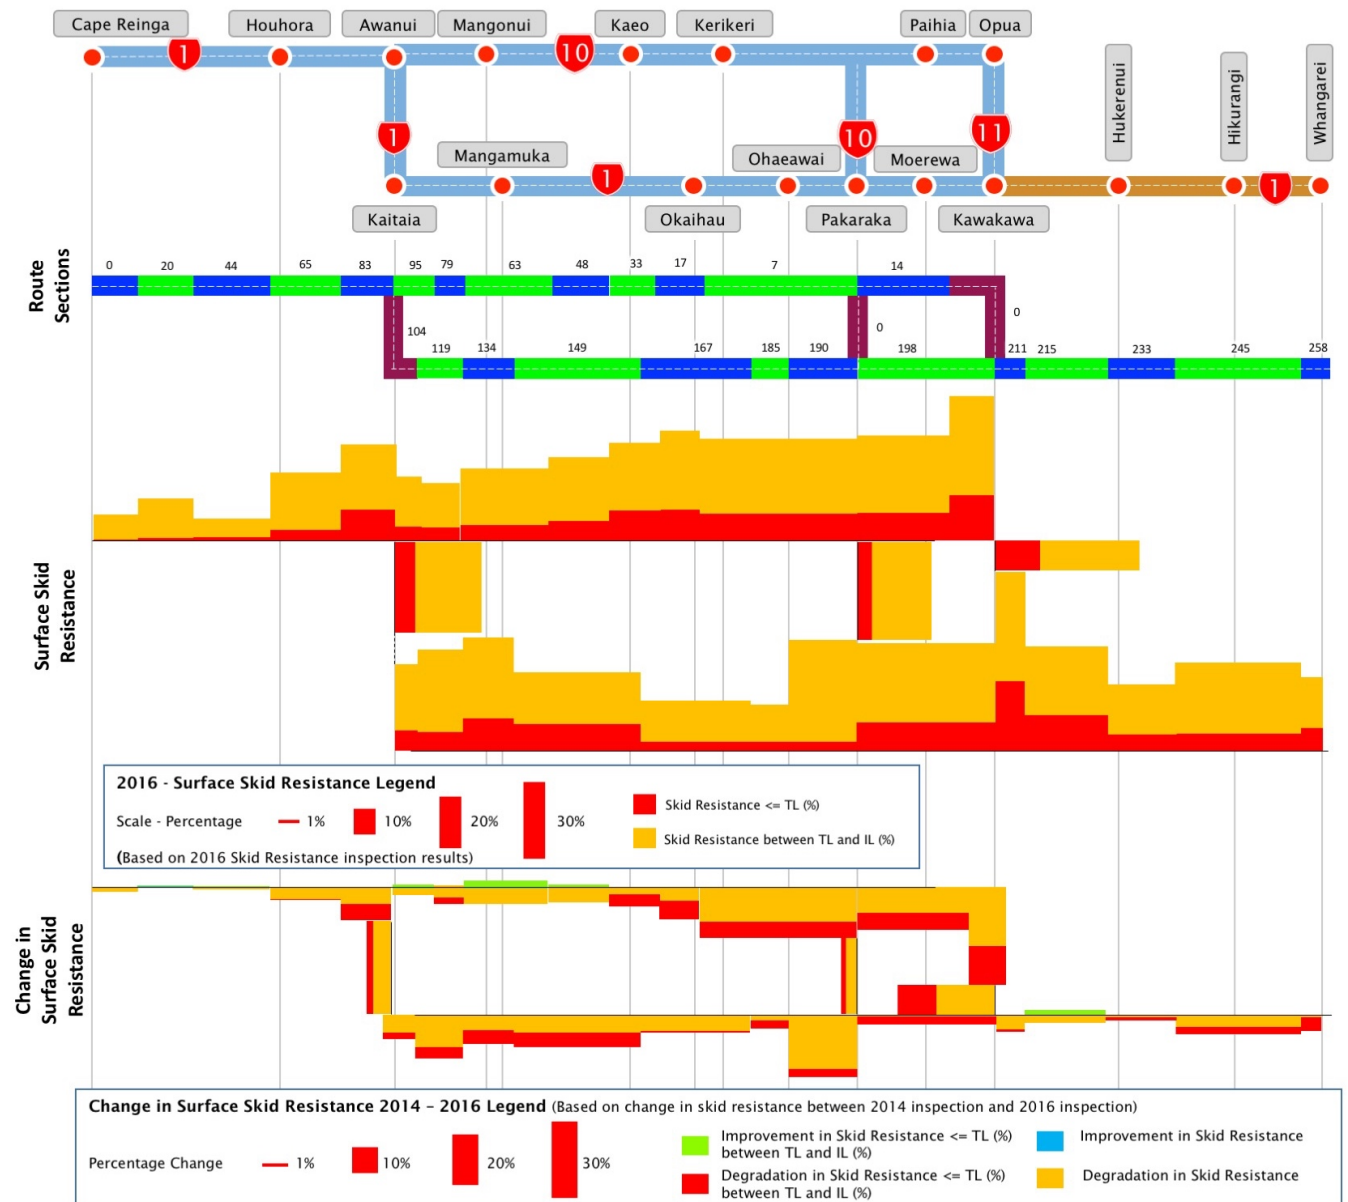 Cape Reinga
Houhora
Awanui
Mangonui
Kaeo
Kerikeri
Paihia
Opua
1
10
1
10
11
Hukerenui
Hikurangi
Whangarei
Mangamuka
1
Ohaeawai
Moerewa
1
Kaitaia
Okaihau
Pakaraka
Kawakawa
Route
Sections
0 20 44 65 83 95 79 63 48 33 17 7 14
104
0
0
119 134 149 167 185 190 198 211 215 233 245 258
Surface Skid
Resistance
2016 - Surface Skid Resistance Legend
Scale - Percentage 1% 10% 20% 30%
(Based on 2016 Skid Resistance inspection results)
Skid Resistance <= TL (%)
Skid Resistance between TL and IL (%)
Change in
Surface Skid
Resistance
Change in Surface Skid Resistance 2014 – 2016 Legend (Based on change in skid resistance between 2014 inspection and 2016 inspection)
Percentage Change 1% 10% 20% 30%
Improvement in Skid Resistance <= TL (%)
between TL and IL (%)
Degradation in Skid Resistance <= TL (%)
between TL and IL (%)
Improvement in Skid Resistance
Degradation in Skid Resistance